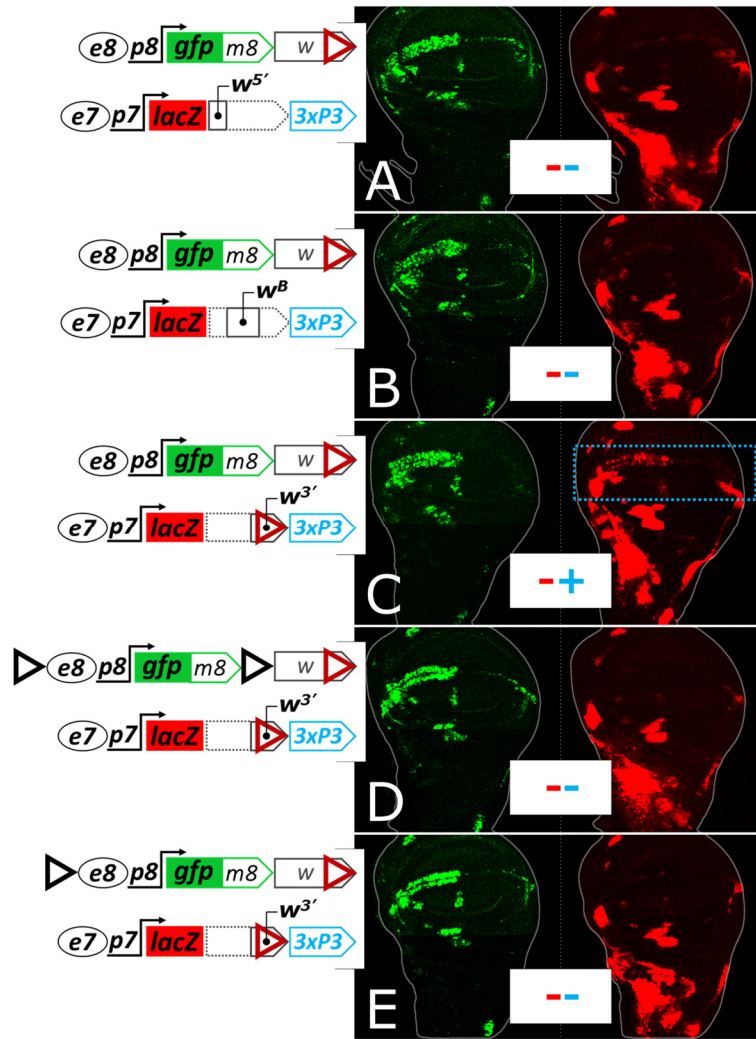 e8 p8 gfp m8 w
w5′
e7 p7 lacZ 3xP3
A
--
e8 p8 gfp m8 w
wB
e7 p7 lacZ 3xP3
B
--
e8 p8 gfp m8 w
w3′
e7 p7 lacZ 3xP3
C
-+
e8 p8 gfp m8 w
w3′
e7 p7 lacZ 3xP3
D
--
e8 p8 gfp m8 w
w3′
e7 p7 lacZ 3xP3
E
--